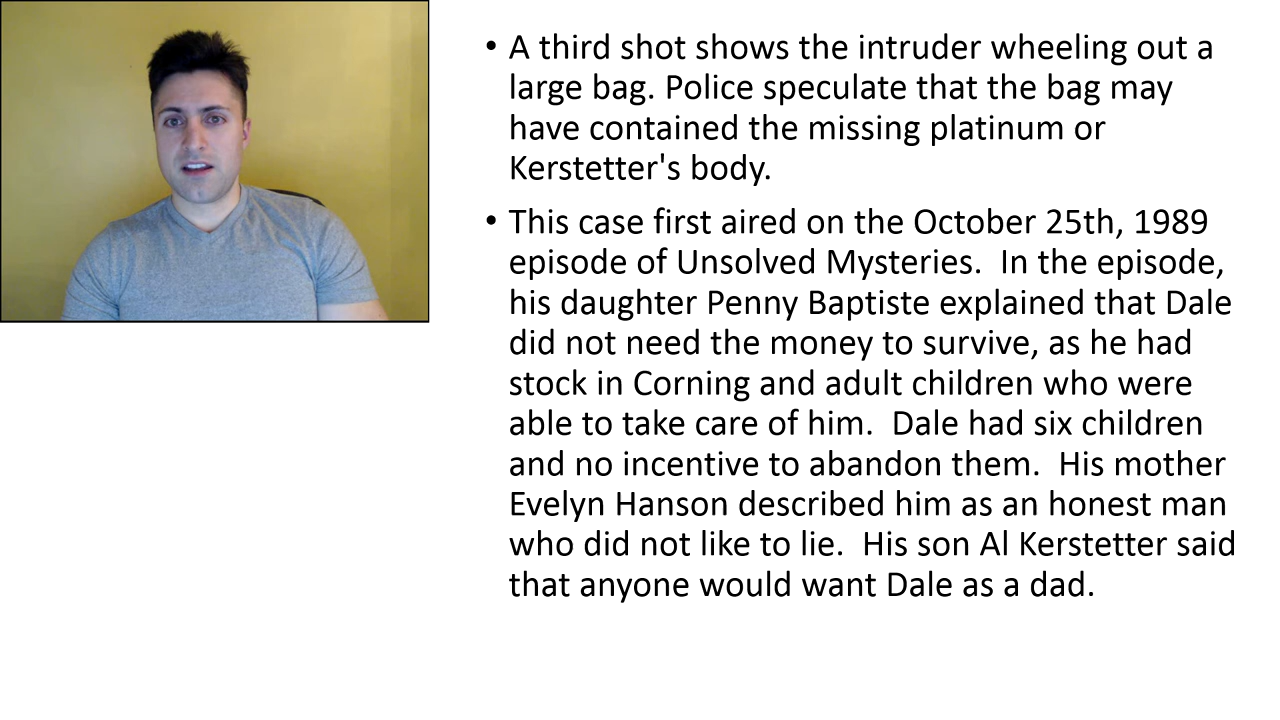 • A third shot shows the intruder wheeling out a
large bag. Police speculate that the bag may
have contained the missing platinum or
Kerstetter's body.
• This case first aired on the October 25th, 1989
episode of Unsolved Mysteries.  In the episode,
his daughter Penny Baptiste explained that Dale
did not need the money to survive, as he had
stock in Corning and adult children who were
able to take care of him.  Dale had six children
and no incentive to abandon them.  His mother
Evelyn Hanson described him as an honest man
who did not like to lie.  His son Al Kerstetter said
that anyone would want Dale as a dad.